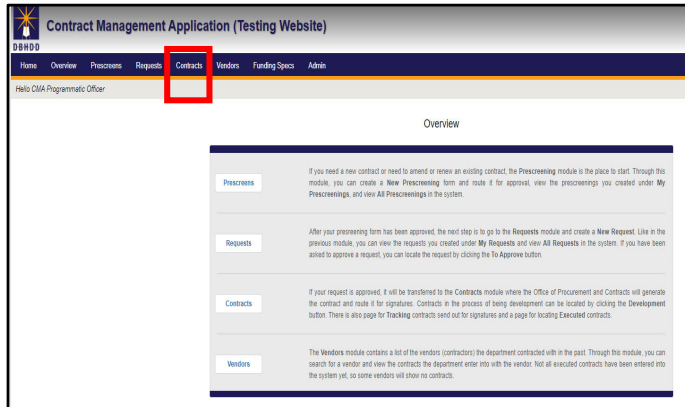 Contract Management Application (Testing Website)
DBHDD
Home Overview Prescreens Requests Contracts Vendors Funding Specs Admin
Hello CMA Programmatic Officer
Overview
Prescreens
If you need a new contract or need to amend or renew an existing contract, the Prescreening module is the place to start. Through this
module, you can create a New Prescreening form and route it for approval, view the prescreenings you created under My
Prescreenings, and view All Prescreenings in the system.
Requests
After your presreening form has been approved, the next step is to go to the Requests module and create a New Request. Like in the
previous module, you can view the requests you created under My Requests and view All Requests in the system. If you have been
asked to approve a request, you can locate the request by clicking the To Approve button.
Contracts
If your request is approved, it will be transferred to the Contracts module where the Office of Procurement and Contracts will generate
the contract and route it for signatures. Contracts in the process of being development can be located by clicking the Development
button. There is also page for Tracking contracts send out for signatures and a page for locating Executed contracts.
Vendors
The Vendors module contains a list of the vendors (contractors) the department contracted with in the past. Through this module, you can
search for a vendor and view the contracts the department enter into with the vendor. Not all executed contracts have been entered into
the system yet, so some vendors will show no contracts.